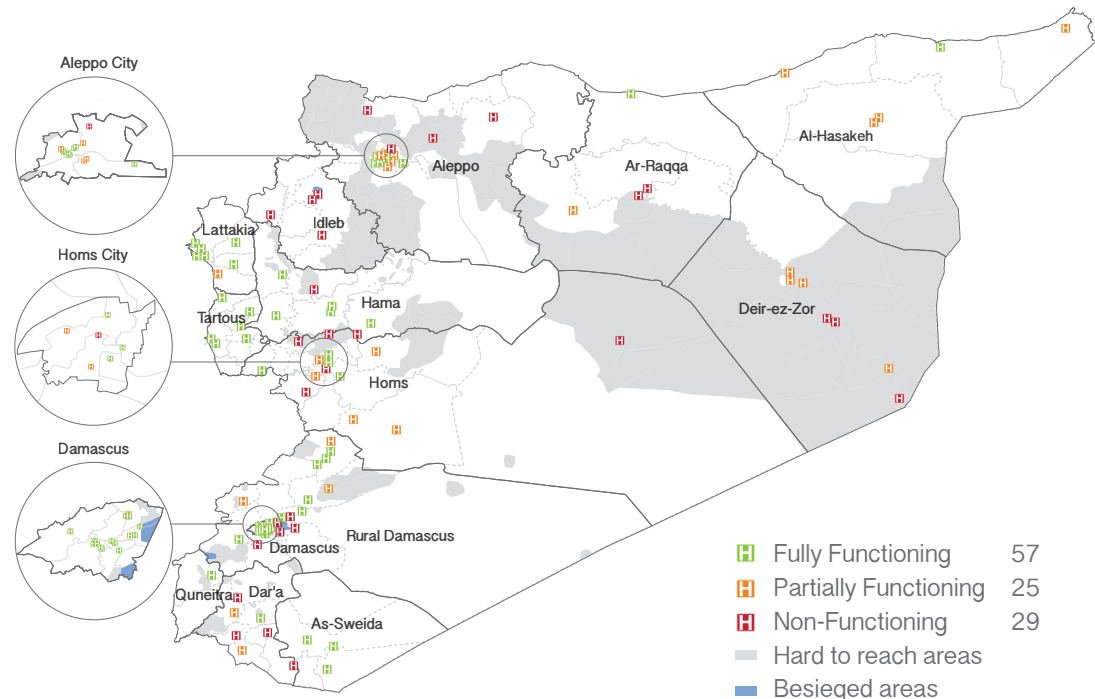 Aleppo City
Al-Hasakeh
Aleppo
Ar-Raqqa
Lattakia
Idleb
Homs City
Hama
Deir-ez-Zor
Tartous
Homs
Damascus
Rural Damascus
Damascus
Quneitra
Dar'a
As-Sweida
Fully Functioning 57
Partially Functioning 25
Non-Functioning 29
Hard to reach areas
Besieged areas